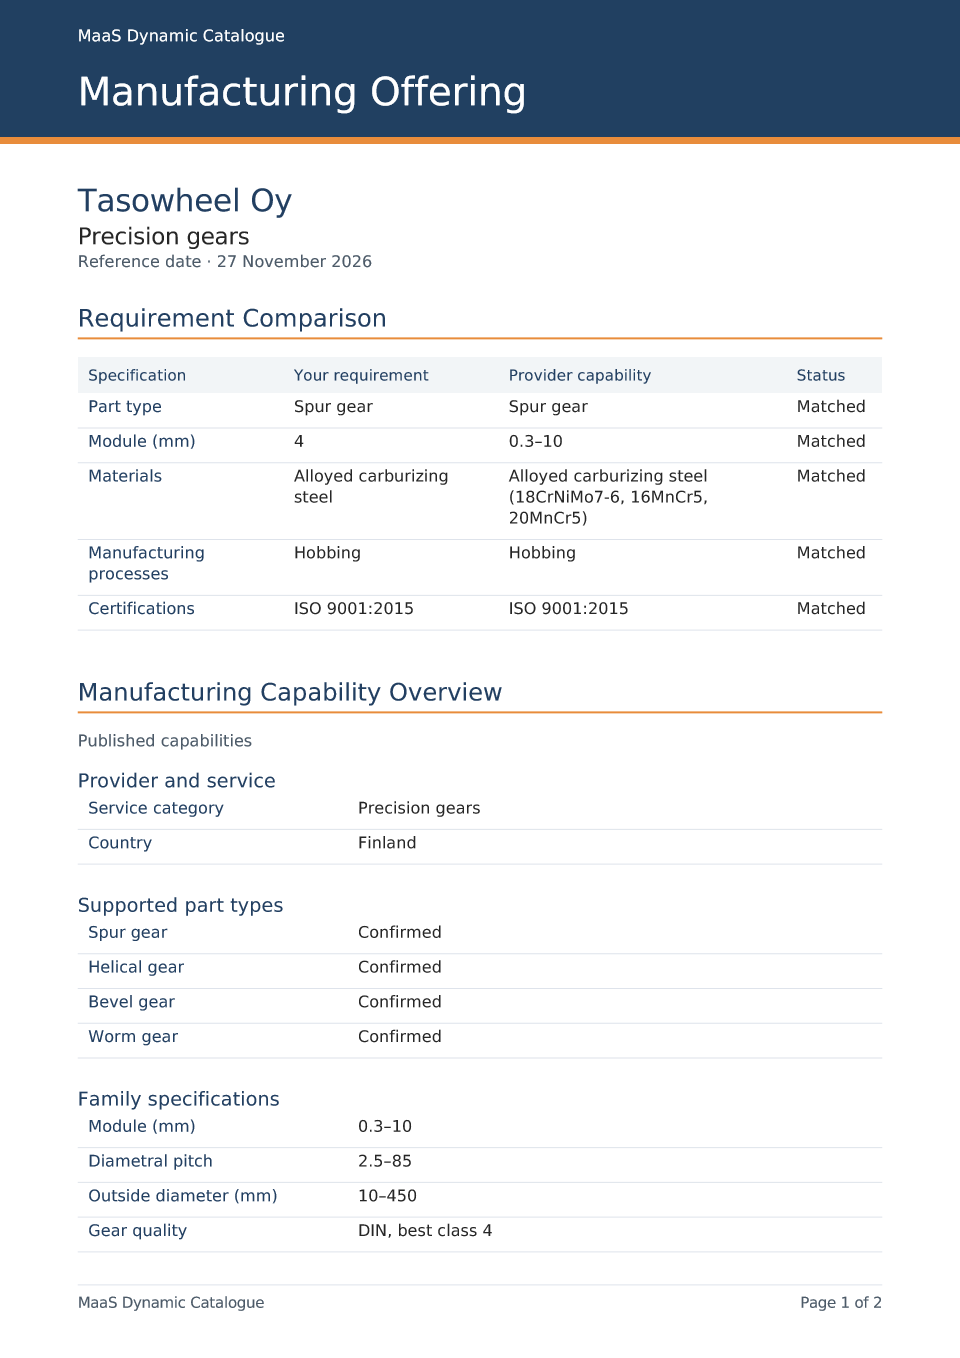 MaaS Dynamic Catalogue
Manufacturing Offering
Tasowheel Oy
Precision gears
Reference date · 27 November 2026
Requirement Comparison
Specification Your requirement Provider capability Status
Part type Spur gear Spur gear Matched
Module (mm) 4 0.3–10 Matched
Materials Alloyed carburizing Alloyed carburizing steel Matched
steel (18CrNiMo7-6, 16MnCr5,
20MnCr5)
Manufacturing Hobbing Hobbing Matched
processes
Certifications ISO 9001:2015 ISO 9001:2015 Matched
Manufacturing Capability Overview
Published capabilities
Provider and service
Service category Precision gears
Country Finland
Supported part types
Spur gear Confirmed
Helical gear Confirmed
Bevel gear Confirmed
Worm gear Confirmed
Family specifications
Module (mm) 0.3–10
Diametral pitch 2.5–85
Outside diameter (mm) 10–450
Gear quality DIN, best class 4
MaaS Dynamic Catalogue Page 1 of 2